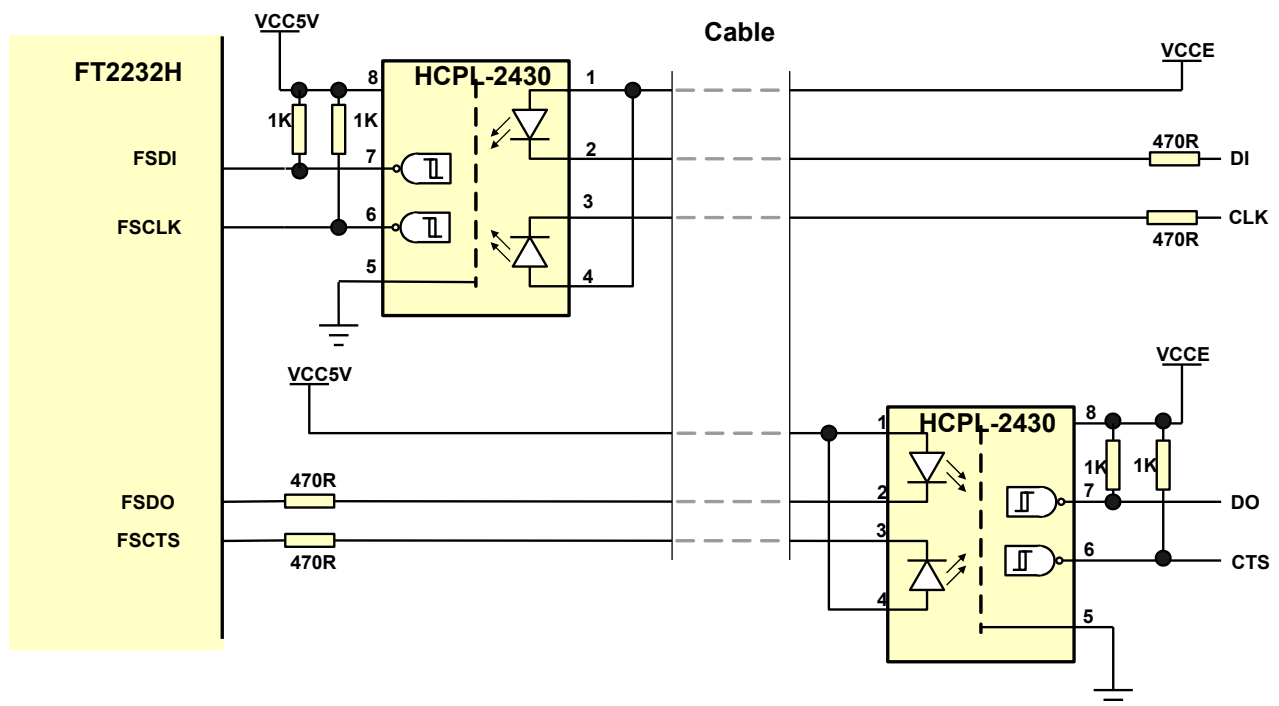 VCC5V
Cable
VCCE
FT2232H
8
HCPL-2430
1
1K
1K
470R
FSDI
7
2
DI
3
FSCLK
6
CLK
470R
5
4
VCC5V
VCCE
1
HCPL-2430
8
470R
1K
1K
FSDO
2
7
DO
FSCTS
3
470R
6
CTS
4
5